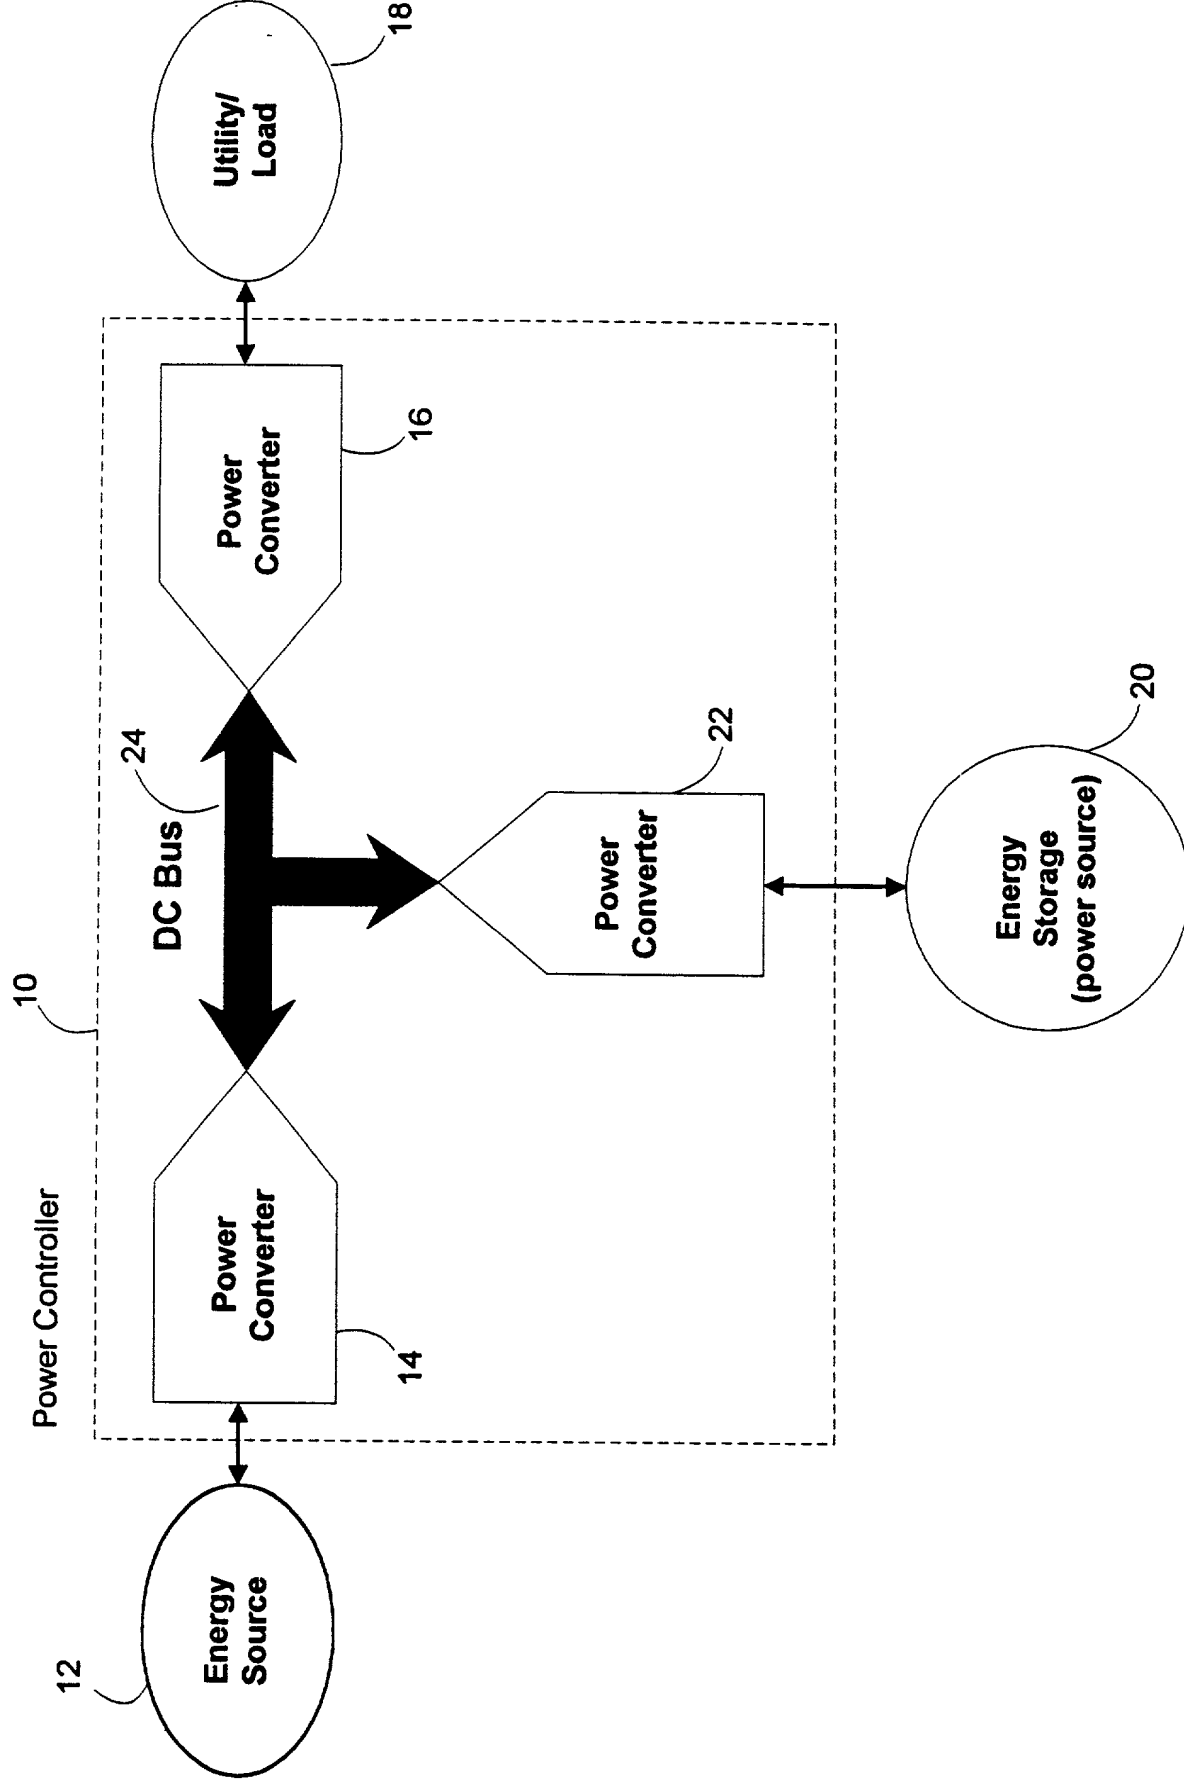 Power Controller
10
12
Energy
Source
Power
Converter
14
DC Bus
24
Power
Converter
16
Utility/
Load
18
Power
Converter
22
Energy
Storage
(power source)
20